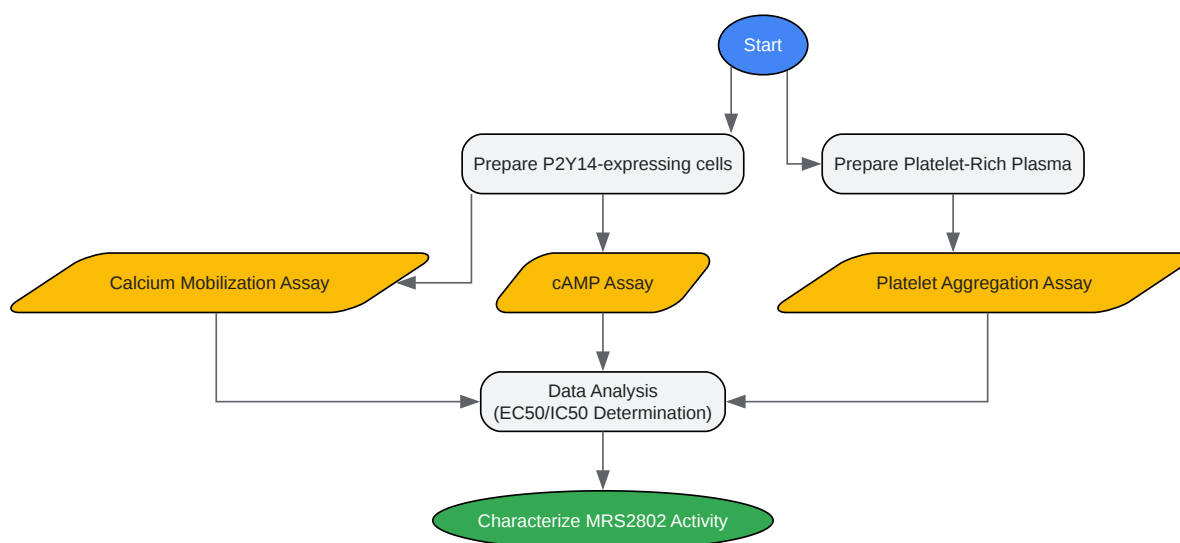 Start
Prepare P2Y14-expressing cells
Prepare Platelet-Rich Plasma
Calcium Mobilization Assay
cAMP Assay
Platelet Aggregation Assay
Data Analysis
(EC50/IC50 Determination)
Characterize MRS2802 Activity